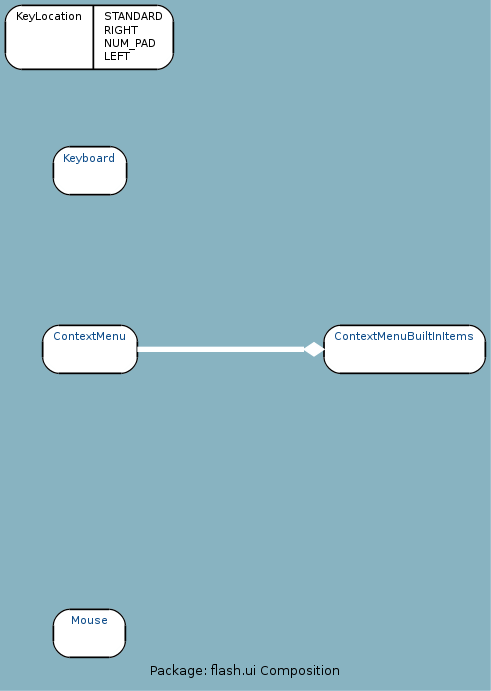 KeyLocation
STANDARD
RIGHT
NUM_PAD
LEFT
Keyboard
ContextMenu
ContextMenuBuiltInItems
Mouse
Package: flash.ui Composition